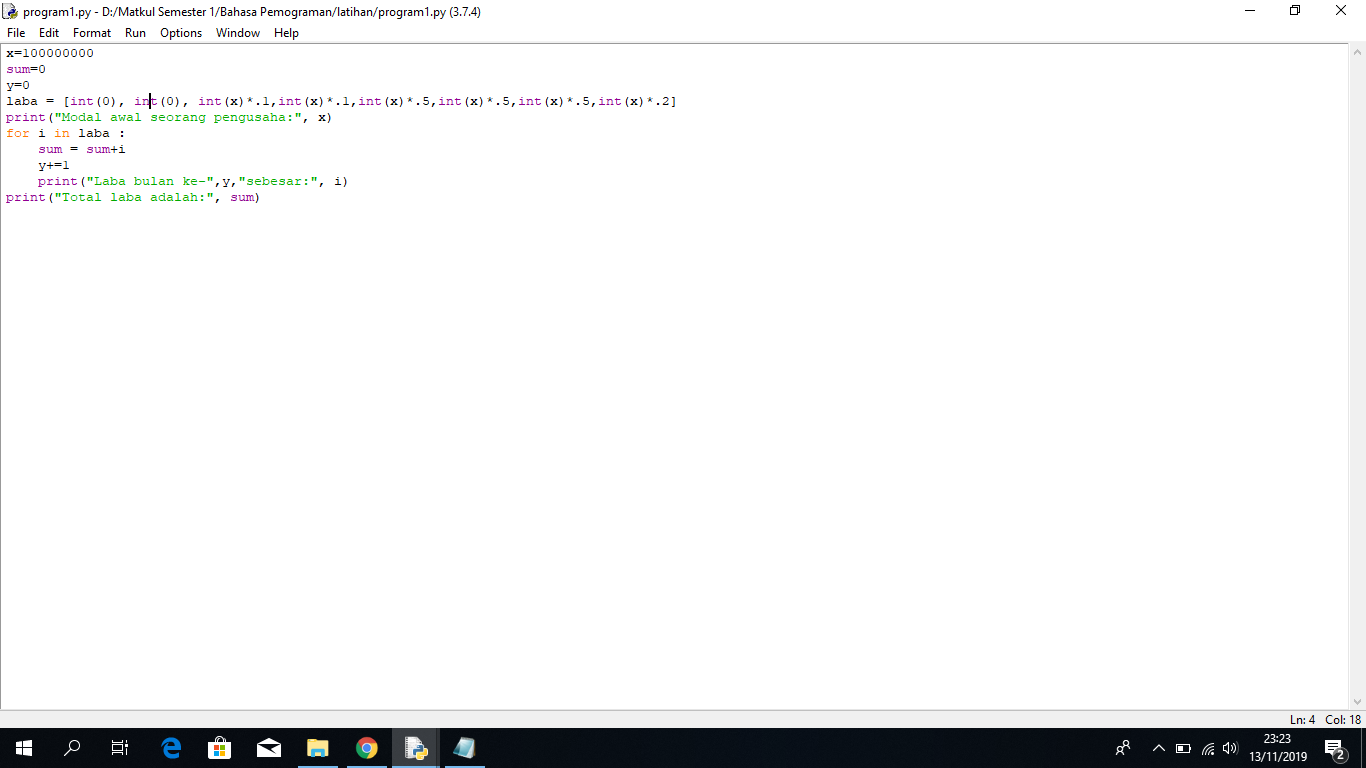 program1.py - D:/Matkul Semester 1/Bahasa Pemograman/latihan/program1.py (3.7.4)
File Edit Format Run Options Window Help
x=100000000
sum=0
y=0
laba = [int(0), int(0), int(x)*.1,int(x)*.1,int(x)*.5,int(x)*.5,int(x)*.5,int(x)*.2]
print("Modal awal seorang pengusaha:", x)
for i in laba :
    sum = sum+i
    y+=1
    print("Laba bulan ke-",y,"sebesar:", i)
print("Total laba adalah:", sum)
Ln: 4 Col: 18
23:23
13/11/2019
2